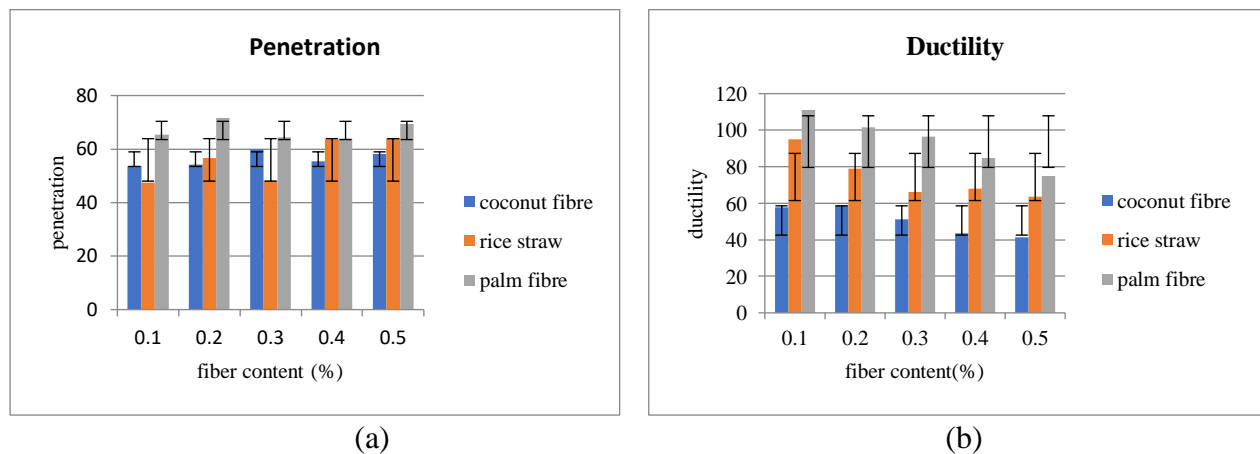 Penetration
80
60
40
20
0
penetration
0.1 0.2 0.3 0.4 0.5
fiber content (%)
coconut fibre
rice straw
palm fibre
(a)
Ductility
120
100
80
60
40
20
0
ductility
0.1 0.2 0.3 0.4 0.5
fiber content(%)
coconut fibre
rice straw
palm fibre
(b)